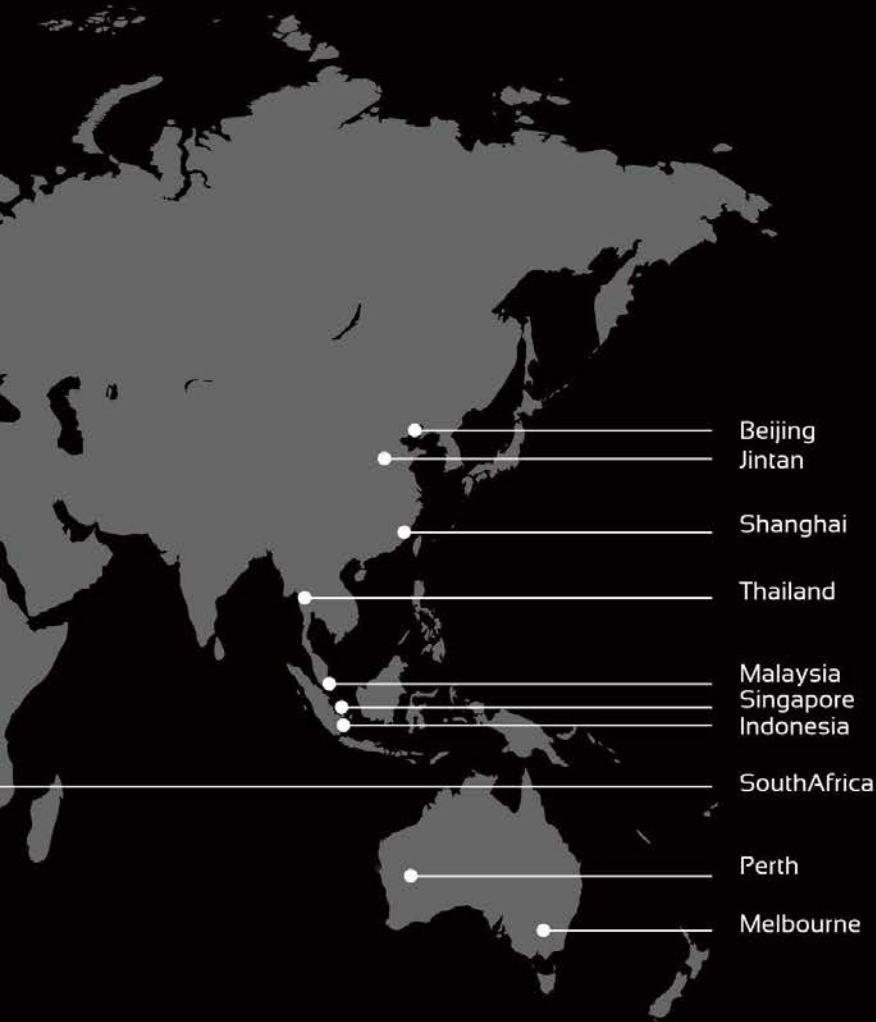 Beijing
Jintan
Shanghai
Thailand
Malaysia
Singapore
Indonesia
SouthAfrica
Perth
Melbourne